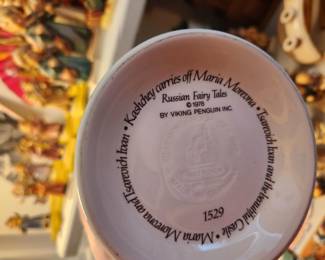 Koshchey carries off Maria Morevna • Tsarevich Ivan and the beautiful Castle • Maria Morevna and Tsarevich Ivan •
Russian Fairy Tales
© 1976
BY VIKING PENGUIN INC.
1529